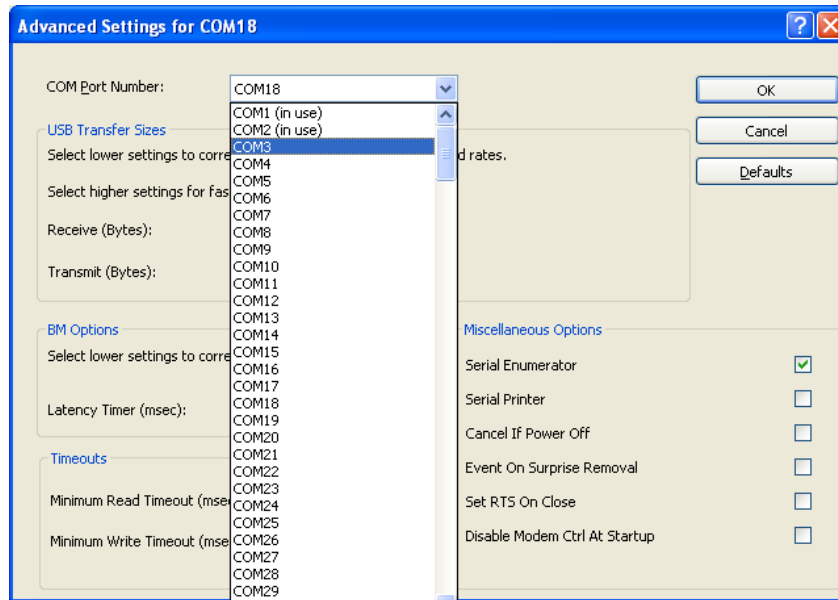 Advanced Settings for COM18
COM Port Number:
COM18
OK
Cancel
Defaults
COM1 (in use)
COM2 (in use)
COM3
COM4
COM5
COM6
COM7
COM8
COM9
COM10
COM11
COM12
COM13
COM14
COM15
COM16
COM17
COM18
COM19
COM20
COM21
COM22
COM23
COM24
COM25
COM26
COM27
COM28
COM29
USB Transfer Sizes
Select lower settings to corre d rates.
Select higher settings for fas
Receive (Bytes):
Transmit (Bytes):
BM Options
Select lower settings to corre
Latency Timer (msec):
Timeouts
Minimum Read Timeout (mse
Minimum Write Timeout (mse
Miscellaneous Options
Serial Enumerator
Serial Printer
Cancel If Power Off
Event On Surprise Removal
Set RTS On Close
Disable Modem Ctrl At Startup